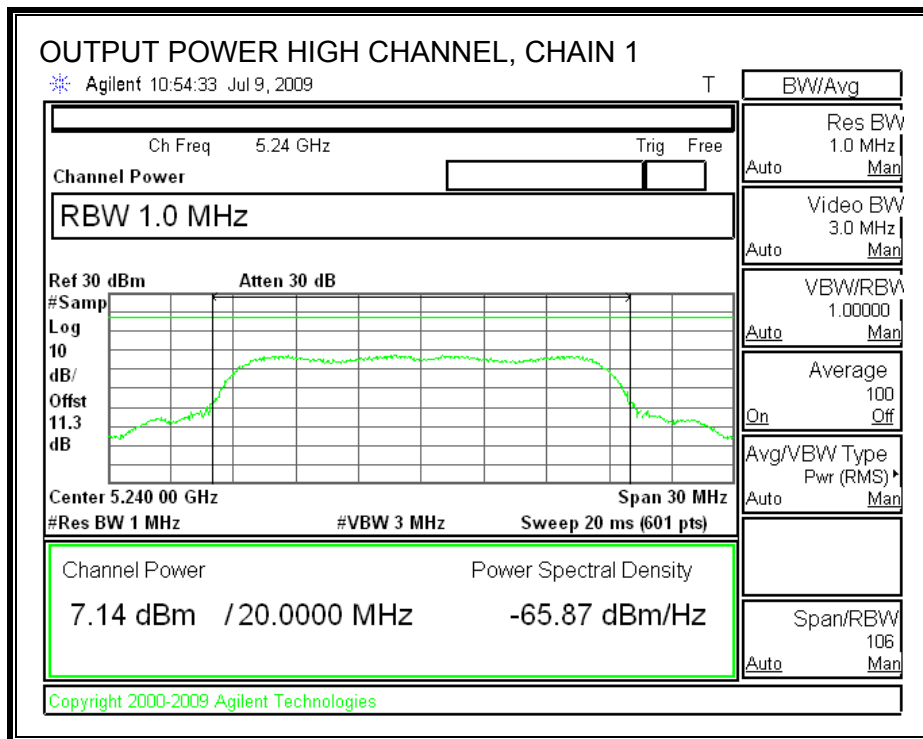 OUTPUT POWER HIGH CHANNEL, CHAIN 1
Agilent 10:54:33 Jul 9, 2009 T
Ch Freq 5.24 GHz Trig Free
Channel Power
RBW 1.0 MHz
Ref 30 dBm Atten 30 dB
#Samp
Log
10
dB/
Offst
11.3
dB
Center 5.240 00 GHz Span 30 MHz
#Res BW 1 MHz #VBW 3 MHz Sweep 20 ms (601 pts)
Channel Power Power Spectral Density
7.14 dBm /20.0000 MHz -65.87 dBm/Hz
Copyright 2000-2009 Agilent Technologies
BW/Avg
Res BW
1.0 MHz
Auto Man
Video BW
3.0 MHz
Auto Man
VBW/RBW
1.00000
Auto Man
Average
100
On Off
Avg/VBW Type
Pwr (RMS)
Auto Man
Span/RBW
106
Auto Man